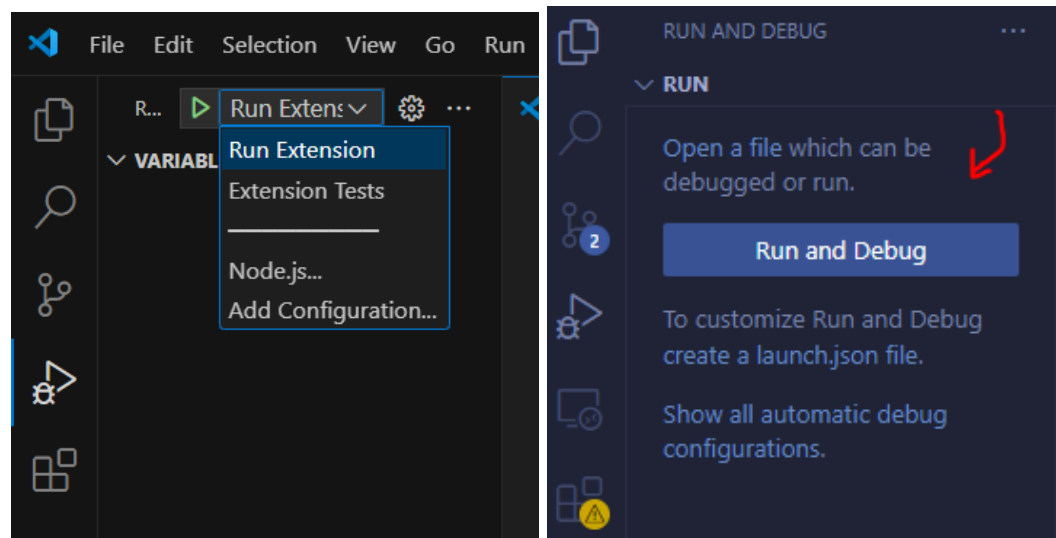 File Edit Selection View Go Run
R... Run Extens
VARIABL
Run Extension
Extension Tests
Node.js...
Add Configuration...
RUN AND DEBUG
RUN
Open a file which can be
debugged or run.
2
Run and Debug
To customize Run and Debug
create a launch.json file.
Show all automatic debug
configurations.